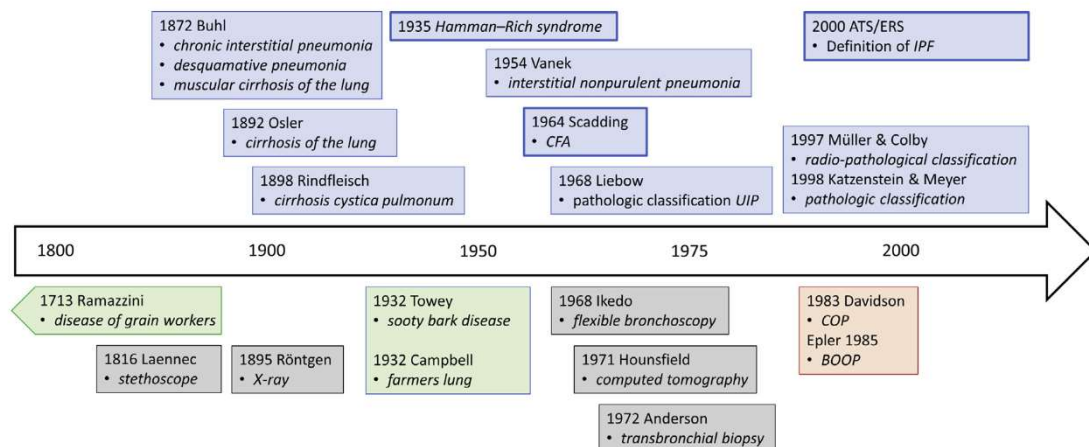 1872 Buhl
• chronic interstitial pneumonia
• desquamative pneumonia
• muscular cirrhosis of the lung
1935 Hamman–Rich syndrome
2000 ATS/ERS
• Definition of IPF
1954 Vanek
• interstitial nonpurulent pneumonia
1892 Osler
• cirrhosis of the lung
1964 Scadding
• CFA
1997 Müller & Colby
• radio-pathological classification
1998 Katzenstein & Meyer
• pathologic classification
1898 Rindfleisch
• cirrhosis cystica pulmonum
1968 Liebow
• pathologic classification UIP
1800
1900
1950
1975
2000
1713 Ramazzini
• disease of grain workers
1932 Towey
• sooty bark disease
1932 Campbell
• farmers lung
1968 Ikedo
• flexible bronchoscopy
1983 Davidson
• COP
Epler 1985
• BOOP
1816 Laennec
• stethoscope
1895 Röntgen
• X-ray
1971 Hounsfield
• computed tomography
1972 Anderson
• transbronchial biopsy